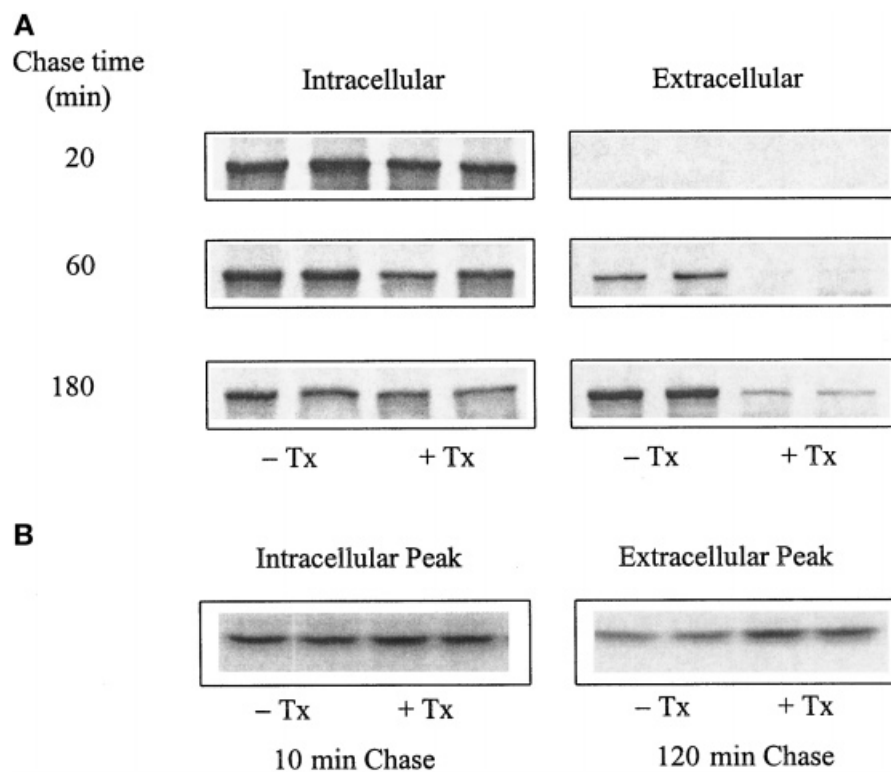 A
Chase time
(min)
Intracellular Extracellular
20
60
180
– Tx + Tx – Tx + Tx
B
Intracellular Peak Extracellular Peak
– Tx + Tx – Tx + Tx
10 min Chase 120 min Chase